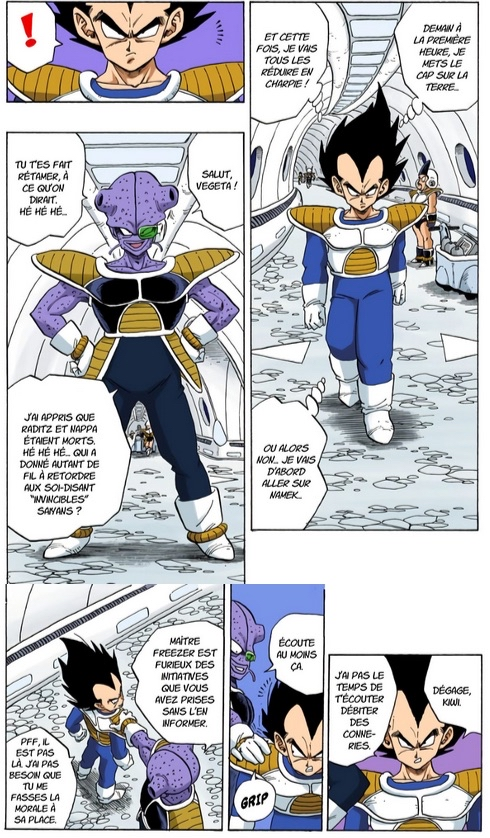 DEMAIN À
LA PREMIÈRE
HEURE, JE
METS LE
CAP SUR LA
TERRE...
ET CETTE
FOIS, JE VAIS
TOUS LES
RÉDUIRE EN
CHARPIE !
OU ALORS
NON... JE VAIS
D'ABORD
ALLER SUR
NAMEK...
!
SALUT,
VEGETA !
TU T'ES FAIT
RÉTAMER, À
CE QU'ON
DIRAIT.
HÉ HÉ HÉ...
J'AI APPRIS QUE
RADITZ ET NAPPA
ÉTAIENT MORTS.
HÉ HÉ HÉ... QUI A
DONNÉ AUTANT DE
FIL À RETORDRE
AUX SOI-DISANT
"INVINCIBLES"
SAIYANS ?
DÉGAGE,
KIWI.
J'AI PAS LE
TEMPS DE
T'ÉCOUTER
DÉBITER
DES
CONNE-
RIES.
ÉCOUTE
AU MOINS
ÇA.
GRIP
MAÎTRE
FREEZER EST
FURIEUX DES
INITIATIVES
QUE VOUS
AVEZ PRISES
SANS L'EN
INFORMER.
PFF, IL
EST PAS
LÀ. J'AI PAS
BESOIN QUE
TU ME
FASSES LA
MORALE À
SA PLACE.